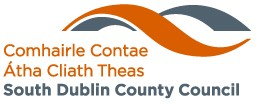 Comhairle Contae
Átha Cliath Theas
South Dublin County Council